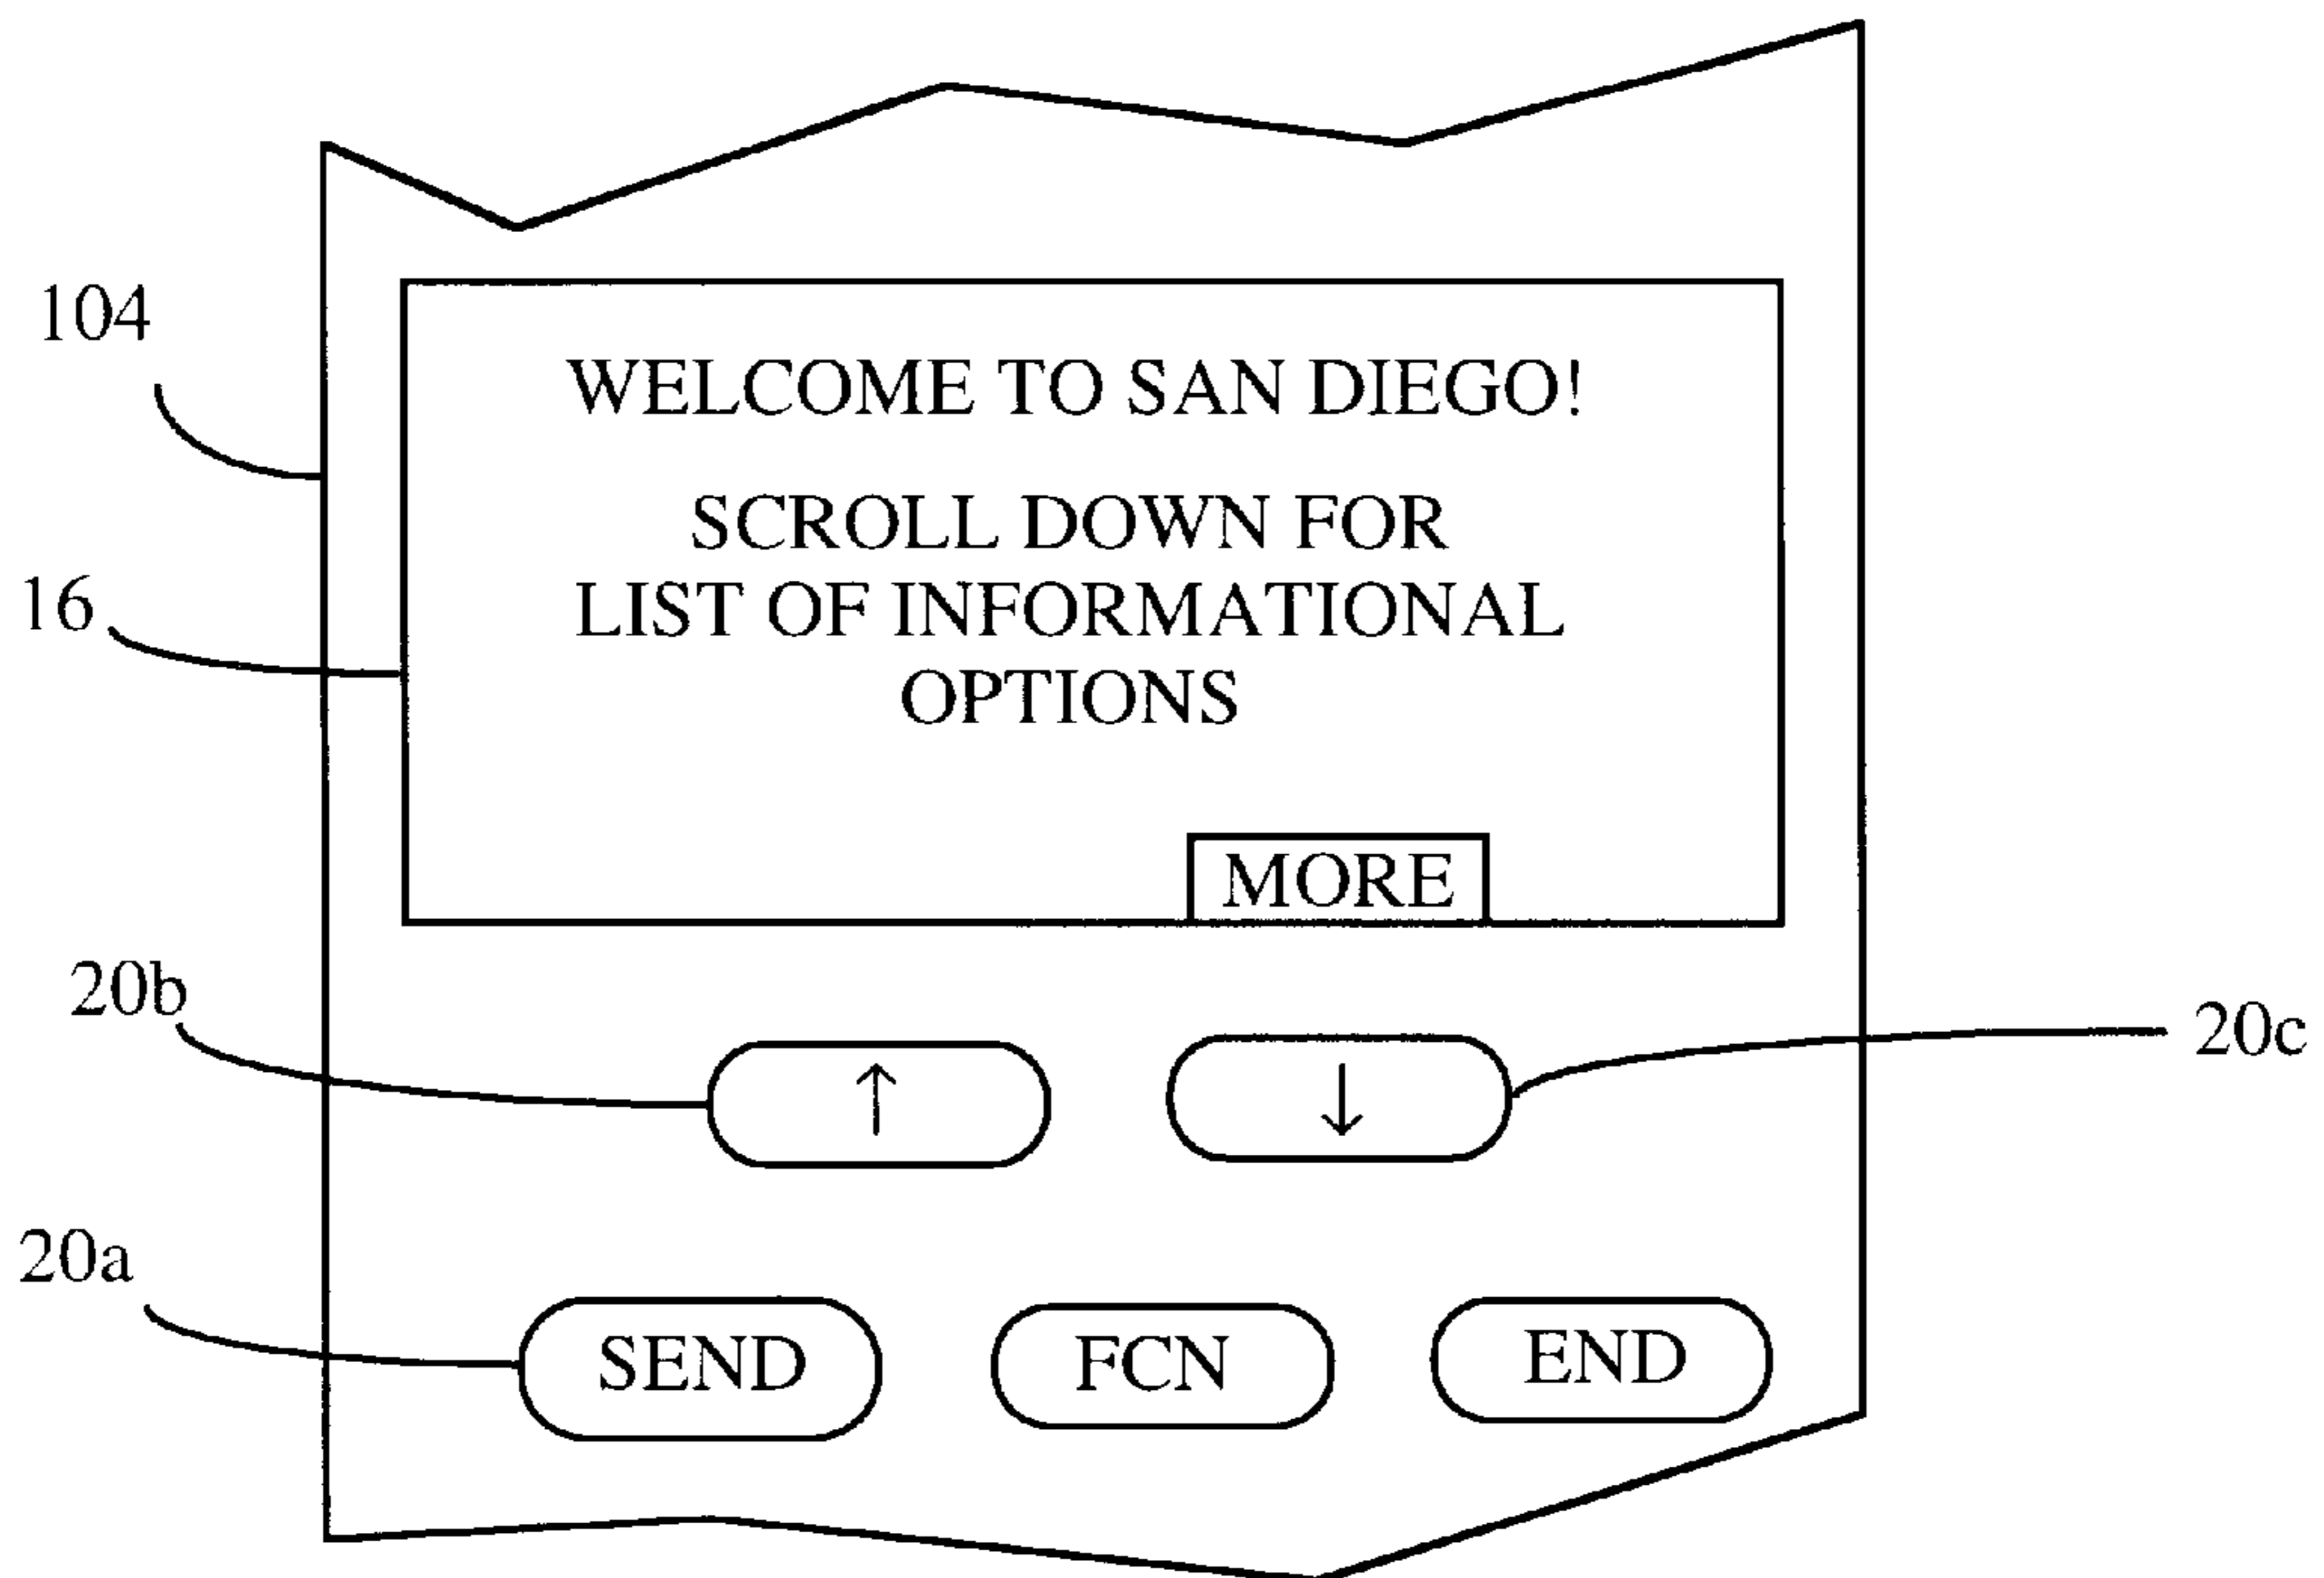 104
WELCOME TO SAN DIEGO!
SCROLL DOWN FOR
LIST OF INFORMATIONAL
OPTIONS
16
MORE
20b
↑
↓
20c
20a
SEND
FCN
END